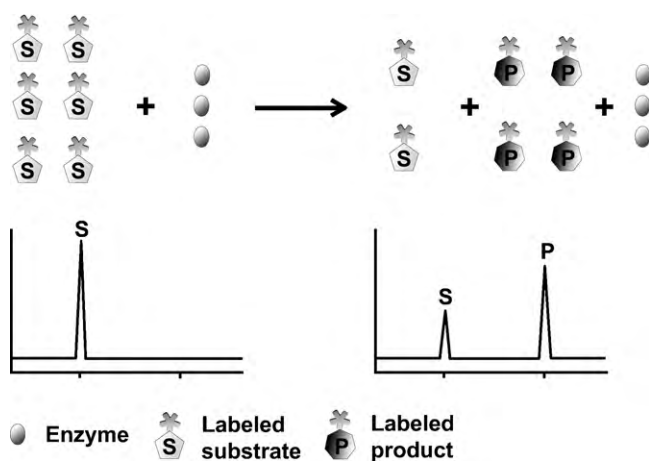 S S
S S P P
S S + + +
S S S P P
S
S P
S
Enzyme S Labeled substrate P Labeled product